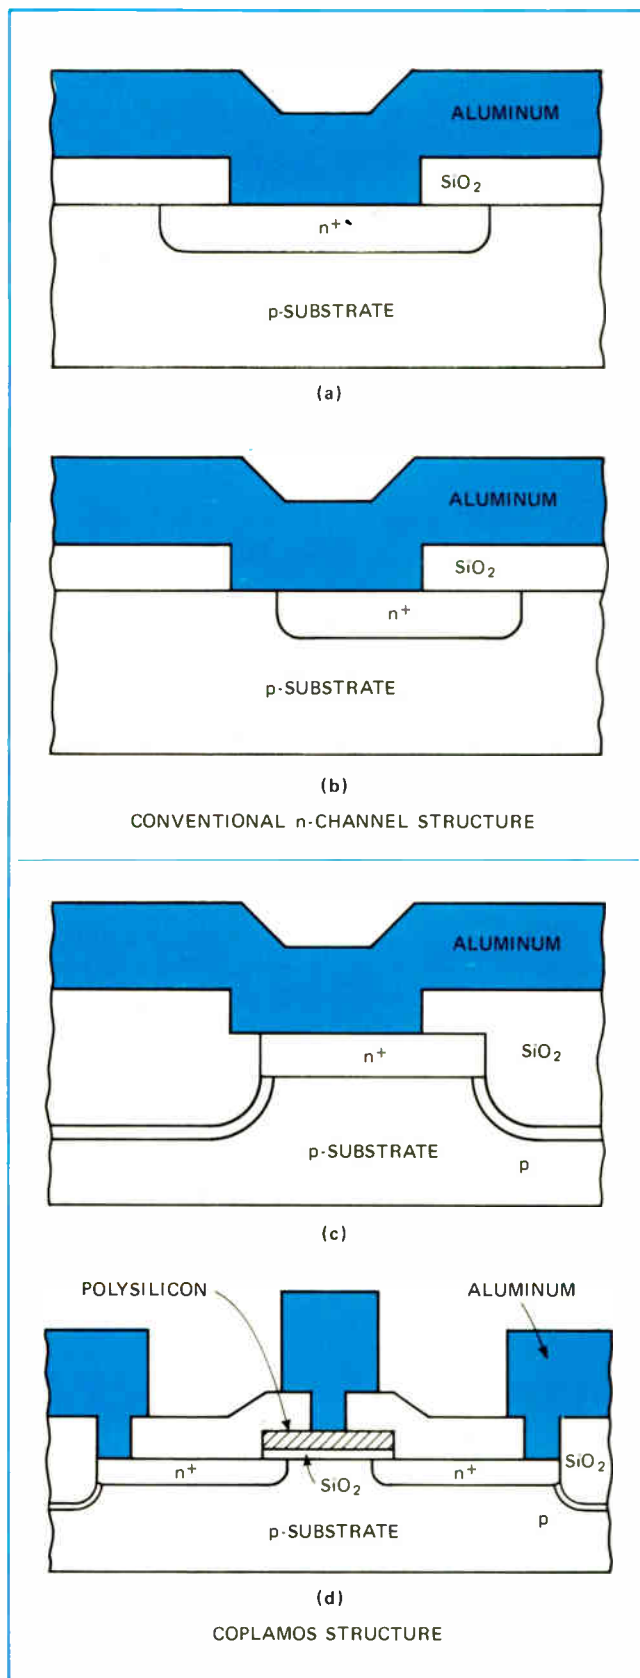 ALUMINUM
SiO2
n+
p-SUBSTRATE
(a)
ALUMINUM
SiO2
n+
p-SUBSTRATE
(b)
CONVENTIONAL n-CHANNEL STRUCTURE
ALUMINUM
n+
SiO2
p-SUBSTRATE
p
(c)
POLYSILICON
ALUMINUM
n+
SiO2
n+
SiO2
p-SUBSTRATE
p
(d)
COPLAMOS STRUCTURE